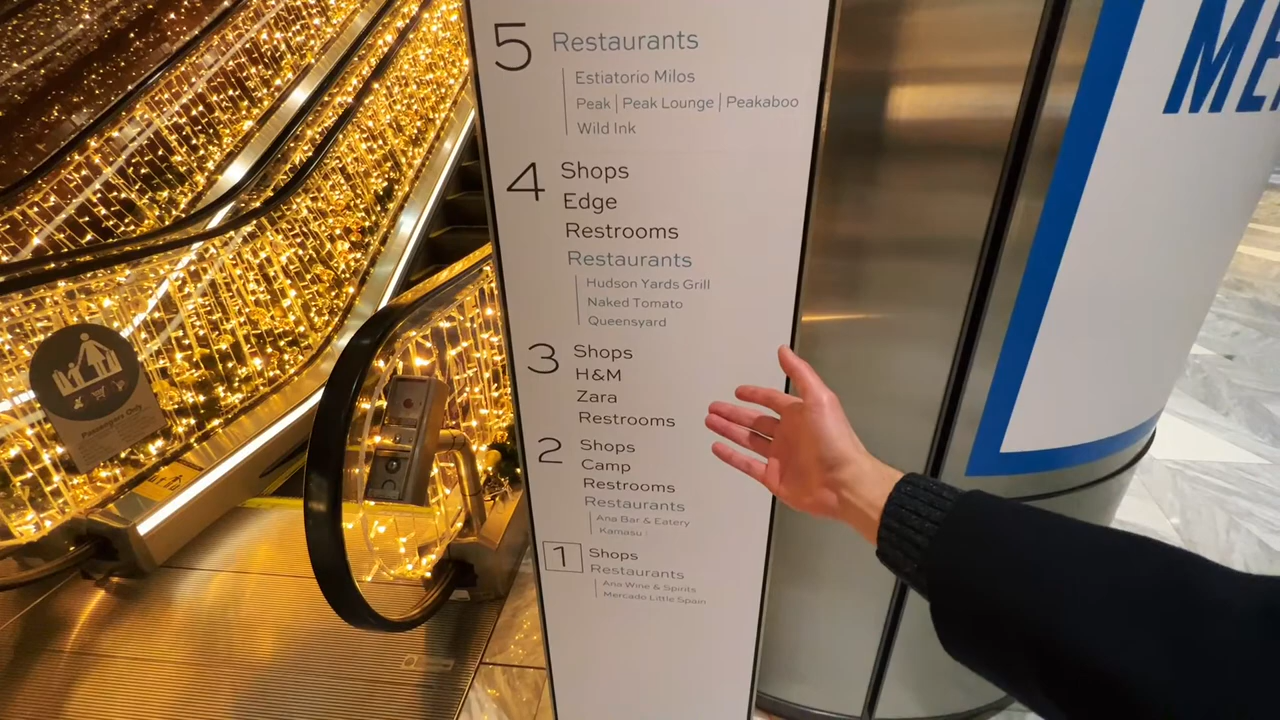 5 Restaurants
Estiatorio Milos
Peak | Peak Lounge | Peakaboo
Wild Ink
4 Shops
Edge
Restrooms
Restaurants
Hudson Yards Grill
Naked Tomato
Queensyard
3 Shops
H&M
Zara
Restrooms
2 Shops
Camp
Restrooms
Restaurants
Ana Bar & Eatery
Kamasu
1 Shops
Restaurants
Ana Wine & Spirits
Mercado Little Spain
Passengers Only